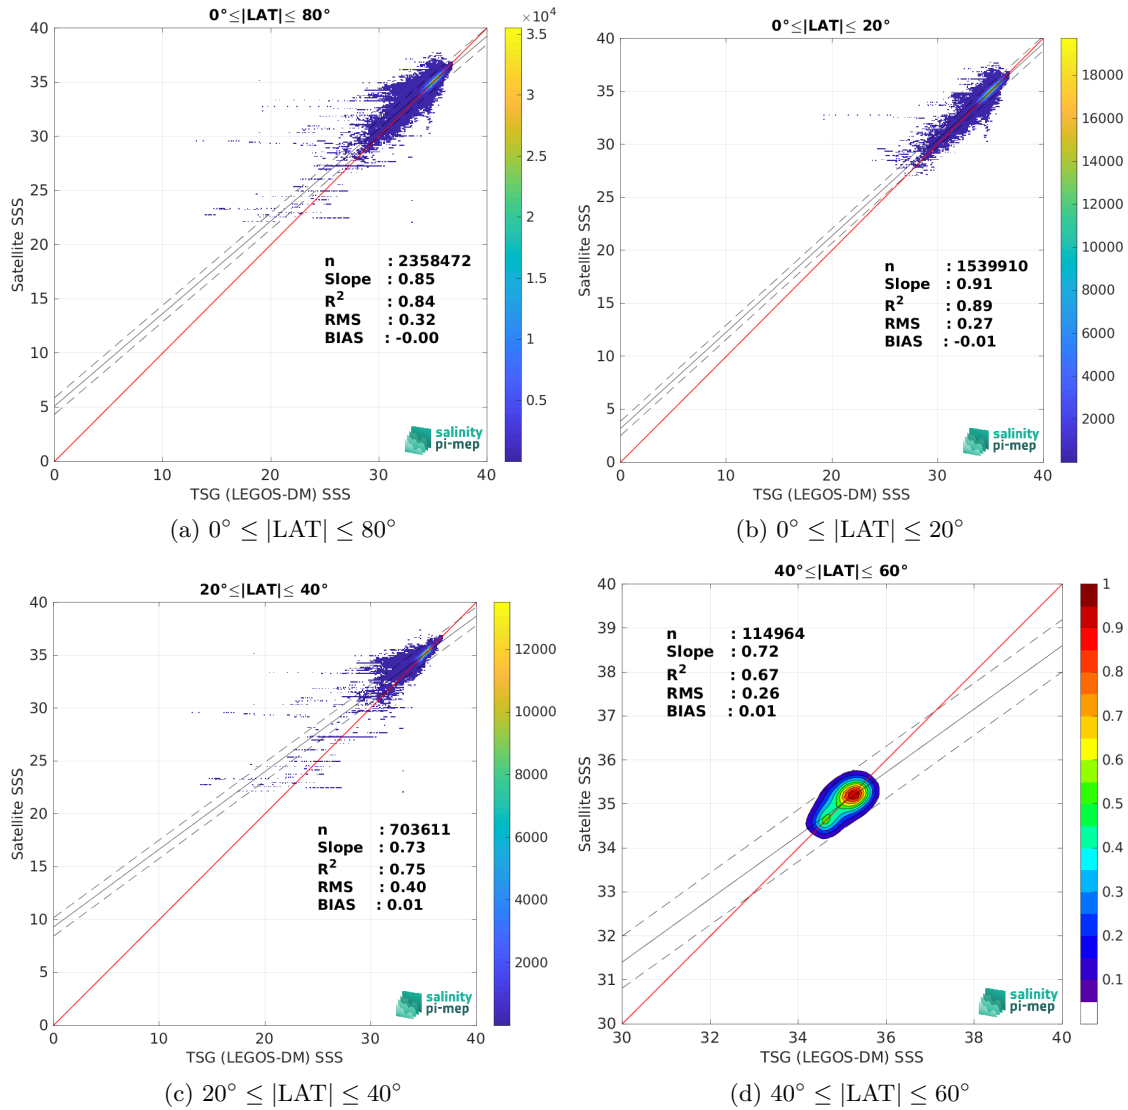 0°≤|LAT|≤ 80°
×10⁴
40
35
30
25
20
15
10
5
0
Satellite SSS
n : 2358472
Slope : 0.85
R² : 0.84
RMS : 0.32
BIAS : -0.00
salinity
pi-mep
0 10 20 30 40
TSG (LEGOS-DM) SSS
3.5
3
2.5
2
1.5
1
0.5
(a) 0° ≤ |LAT| ≤ 80°
0°≤|LAT|≤ 20°
40
35
30
25
20
15
10
5
0
Satellite SSS
n : 1539910
Slope : 0.91
R² : 0.89
RMS : 0.27
BIAS : -0.01
salinity
pi-mep
0 10 20 30 40
TSG (LEGOS-DM) SSS
18000
16000
14000
12000
10000
8000
6000
4000
2000
(b) 0° ≤ |LAT| ≤ 20°
20°≤|LAT|≤ 40°
40
35
30
25
20
15
10
5
0
Satellite SSS
n : 703611
Slope : 0.73
R² : 0.75
RMS : 0.40
BIAS : 0.01
salinity
pi-mep
0 10 20 30 40
TSG (LEGOS-DM) SSS
12000
10000
8000
6000
4000
2000
(c) 20° ≤ |LAT| ≤ 40°
40°≤|LAT|≤ 60°
40
39
38
37
36
35
34
33
32
31
30
Satellite SSS
n : 114964
Slope : 0.72
R² : 0.67
RMS : 0.26
BIAS : 0.01
salinity
pi-mep
30 32 34 36 38 40
TSG (LEGOS-DM) SSS
1
0.9
0.8
0.7
0.6
0.5
0.4
0.3
0.2
0.1
(d) 40° ≤ |LAT| ≤ 60°